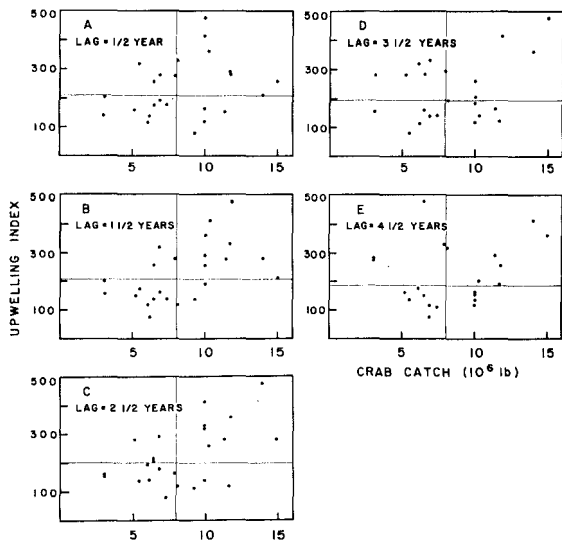 A
LAG = 1/2 YEAR
500
300
100
5
10
15
B
LAG = 1 1/2 YEARS
500
300
100
5
10
15
C
LAG = 2 1/2 YEARS
500
300
100
5
10
15
UPWELLING INDEX
D
LAG = 3 1/2 YEARS
500
300
100
5
10
15
E
LAG = 4 1/2 YEARS
500
300
100
5
10
15
CRAB CATCH (10⁶ lb)